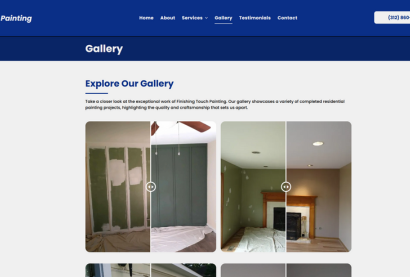 Painting
Home About Services Gallery Testimonials Contact
(312) 860
Gallery
Explore Our Gallery
Take a closer look at the exceptional work of Finishing Touch Painting. Our gallery showcases a variety of completed residential
painting projects, highlighting the quality and craftsmanship that sets us apart.